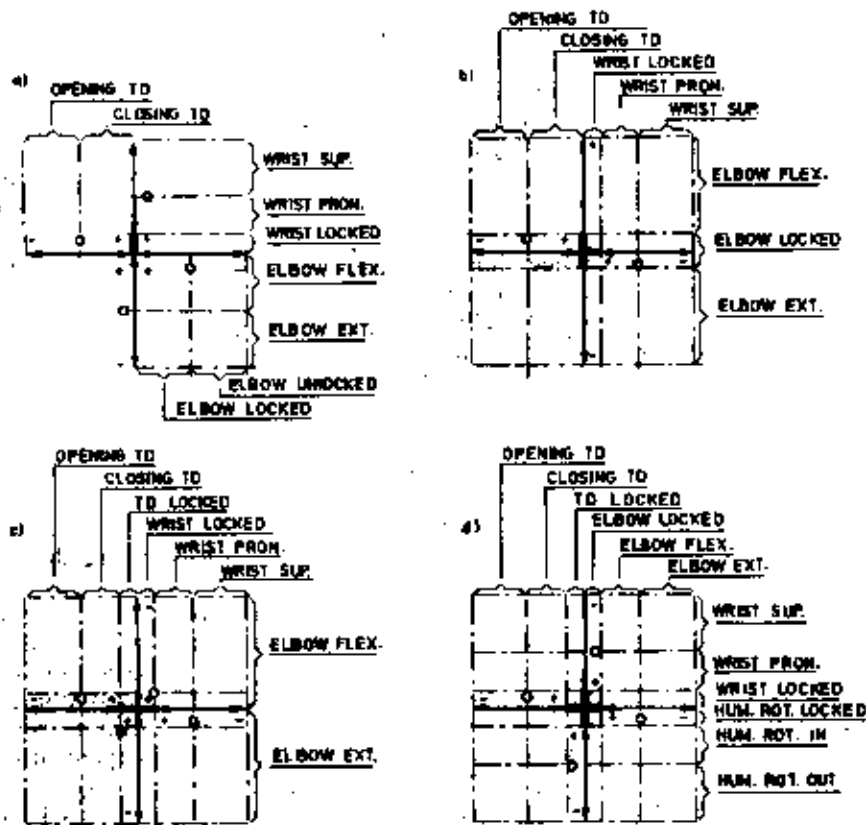 a)
OPENING TD
CLOSING TD
WRIST SUP.
WRIST PRON.
WRIST LOCKED
ELBOW FLEX.
ELBOW EXT.
ELBOW UNLOCKED
ELBOW LOCKED
b)
OPENING TD
CLOSING TD
WRIST LOCKED
WRIST PRON.
WRIST SUP.
ELBOW FLEX.
ELBOW LOCKED
ELBOW EXT.
c)
OPENING TD
CLOSING TD
TD LOCKED
WRIST LOCKED
WRIST PRON.
WRIST SUP.
ELBOW FLEX.
ELBOW EXT.
d)
OPENING TD
CLOSING TD
TD LOCKED
ELBOW LOCKED
ELBOW FLEX.
ELBOW EXT.
WRIST SUP.
WRIST PRON.
WRIST LOCKED
HUM. ROT. LOCKED
HUM. ROT. IN
HUM. ROT. OUT